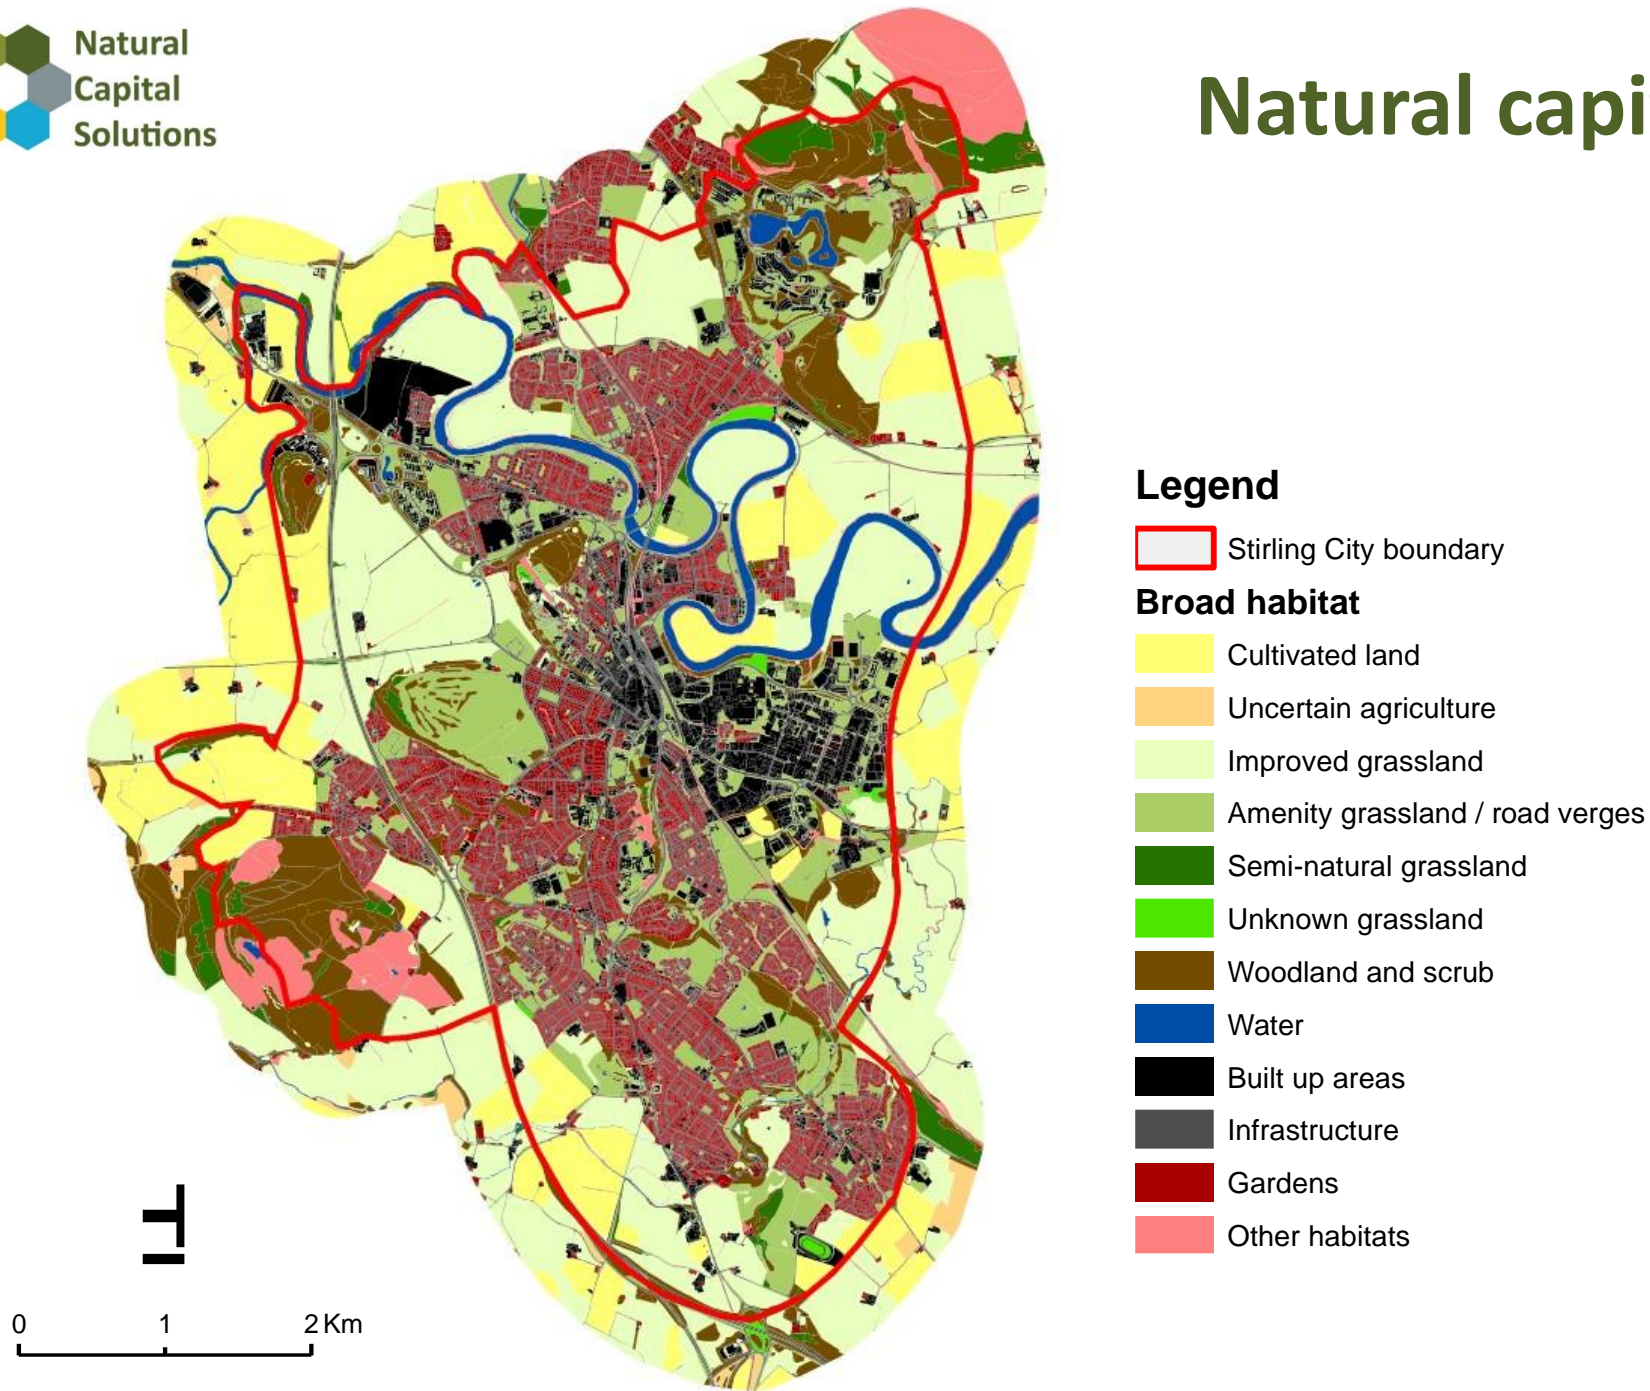 Natural
Capital
Solutions
Natural capi
Legend
Stirling City boundary
Broad habitat
Cultivated land
Uncertain agriculture
Improved grassland
Amenity grassland / road verges
Semi-natural grassland
Unknown grassland
Woodland and scrub
Water
Built up areas
Infrastructure
Gardens
Other habitats
0 1 2 Km